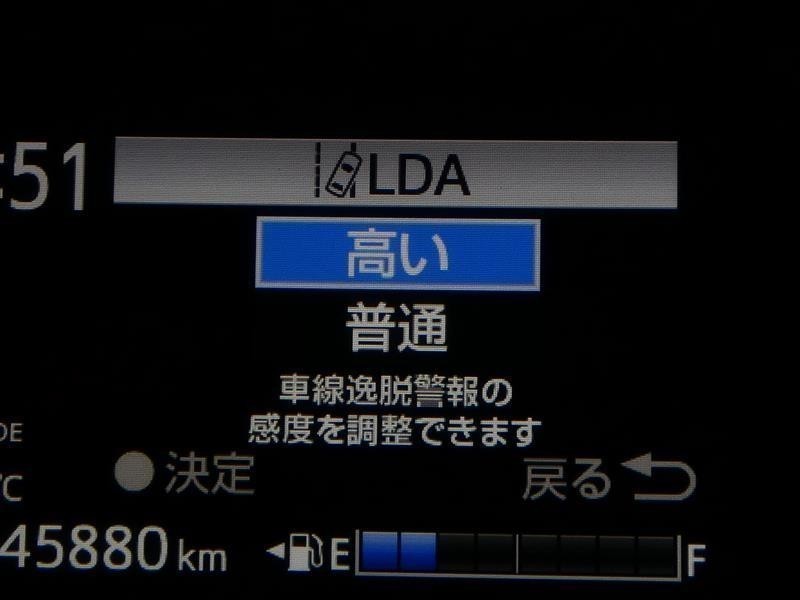 :51
LDA
高い
普通
車線逸脱警報の
感度を調整できます
DE
決定
戻る
°C
45880 km
E F